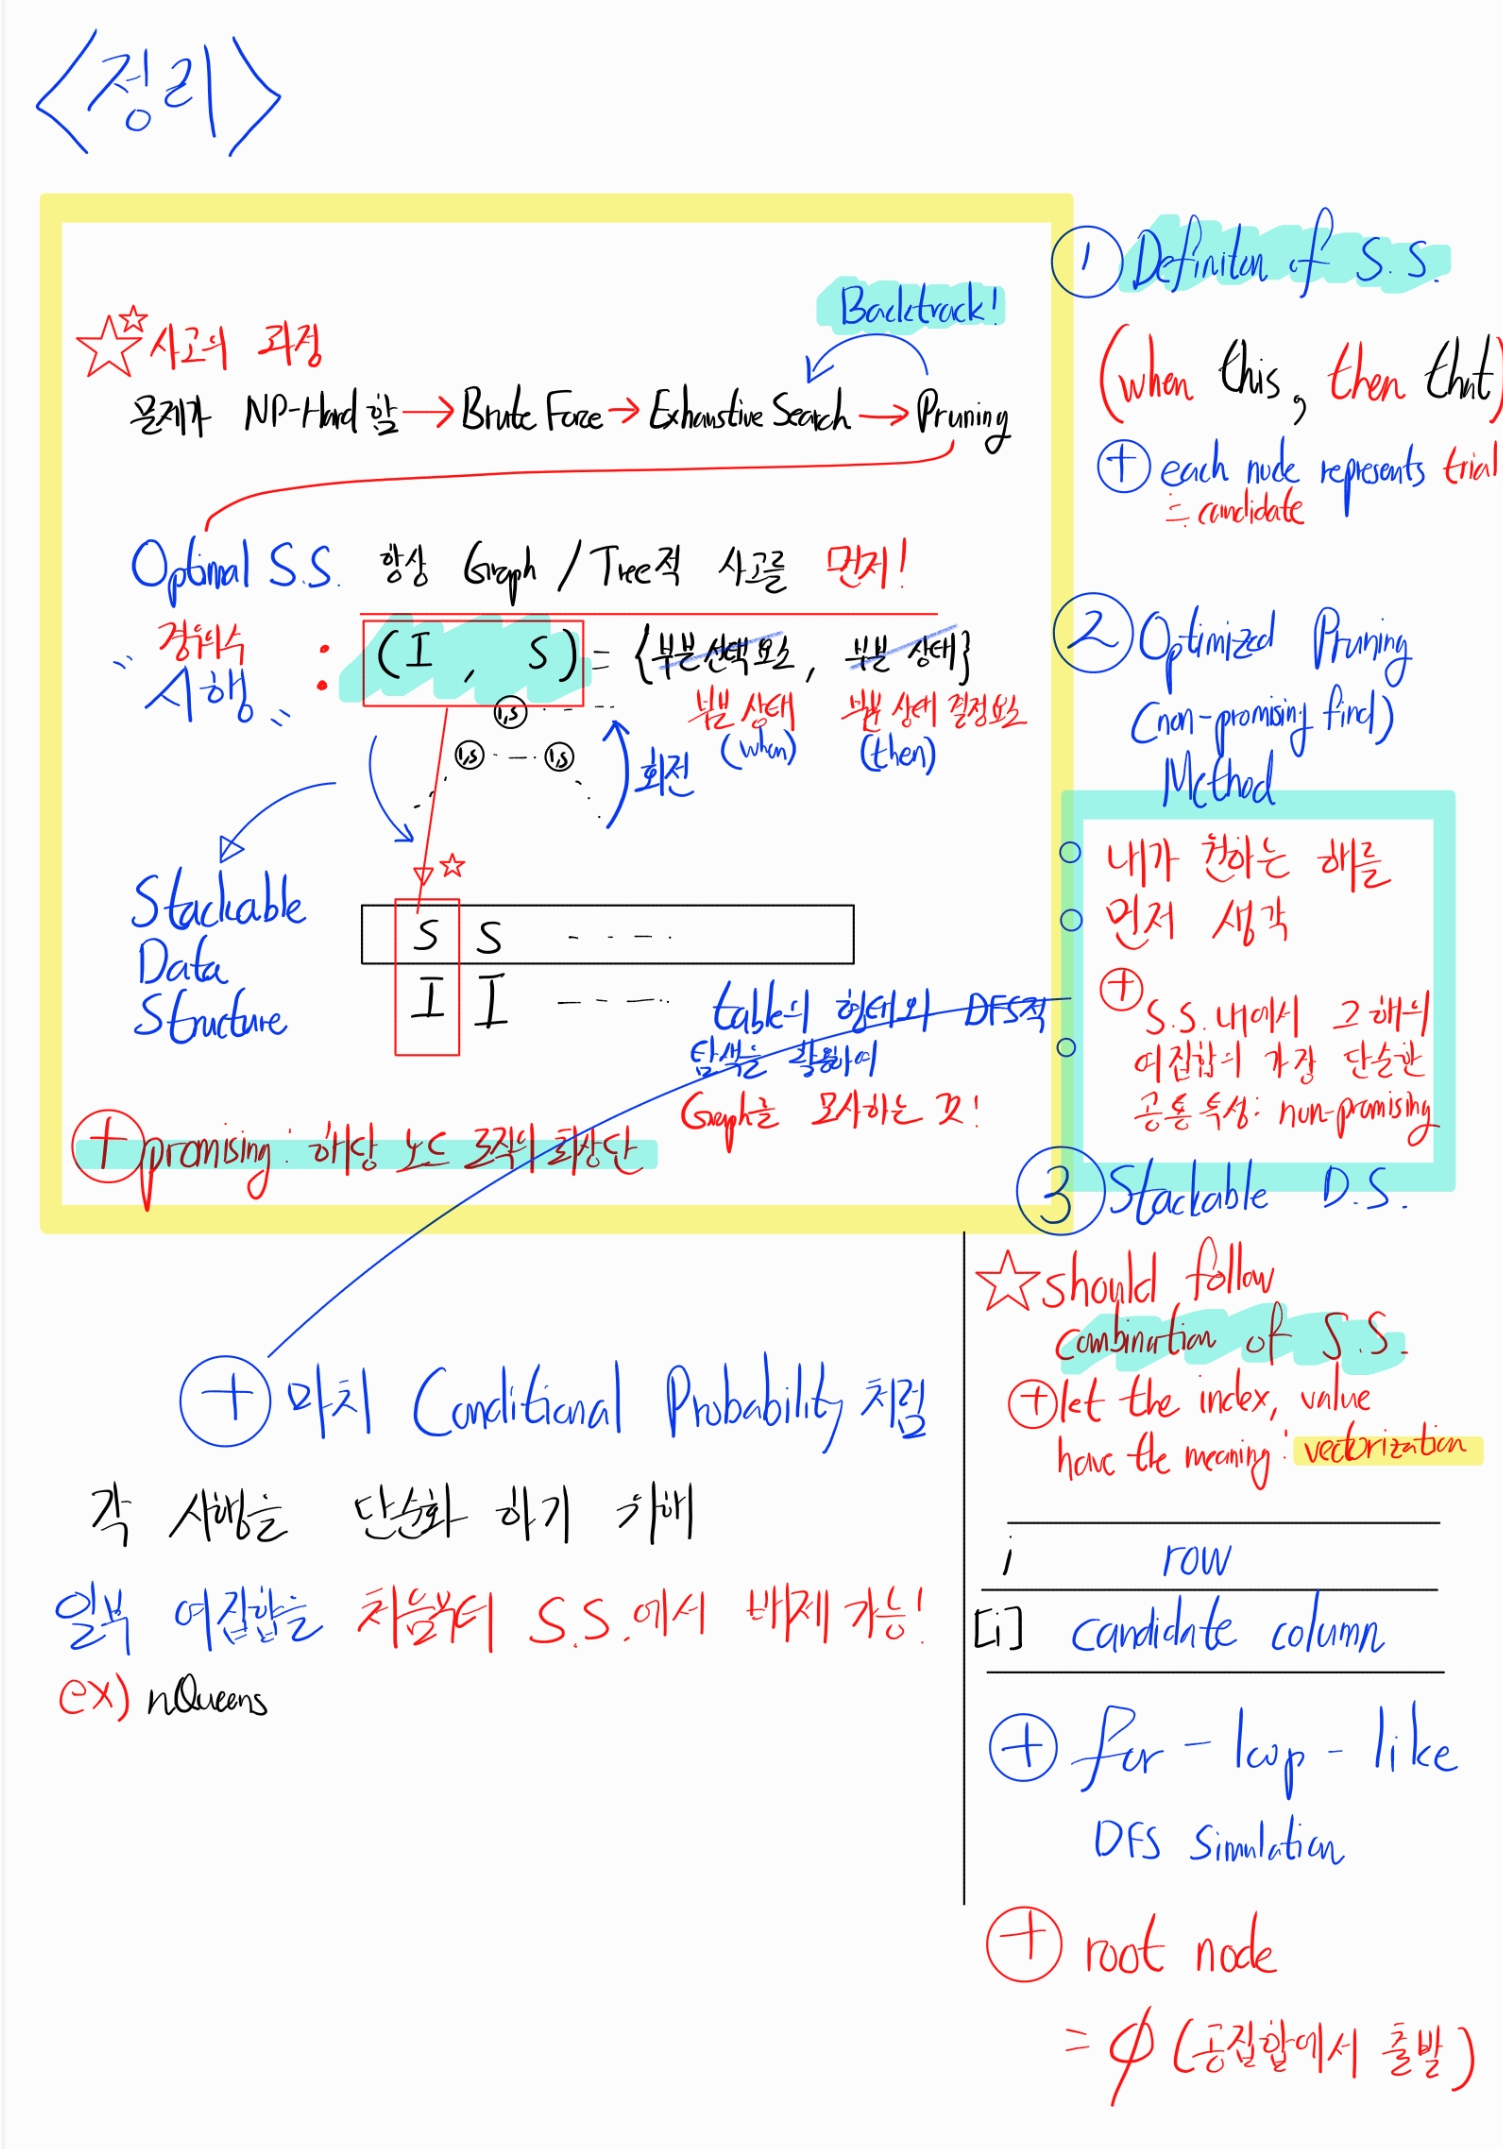 <정리>
☆☆ 사고의 과정
Backtrack!
문제가 NP-Hard 함 → Brute Force → Exhaustive Search → Pruning
Optimal S.S. 항상 Graph / Tree적 사고를 먼저!
경우의수
"시행" : (I, S) = {부분 선택 요소, 부분 상태}
부분 상태 부분 상태 결정요소
(when) (then)
I,S
I,S ---- I,S
회전
Stackable
Data
Structure
☆
S S ----
I I ----
table의 형태와 DFS적
탐색을 활용하여
Graph를 모사하는 것!
⊕ promising: 해당 노드 로직의 최상단
⊕ 마치 Conditional Probability 처럼
각 시행을 단순화 하기 위해
일부 여집합을 처음부터 S.S.에서 배제 가능!
ex) nQueens
① Definiton of S.S.
(when this, then that)
⊕ each node represents trial
= candidate
② Optimized Pruning
(non-promising find)
Method
○ 내가 원하는 해를
○ 먼저 생각
⊕
S.S. 내에서 그 해의
○ 여집합의 가장 단순한
공통 특성: non-promising
③ Stackable D.S.
☆ should follow
combination of S.S.
⊕ let the index, value
have the meaning: vectorization
i row
[i] candidate column
⊕ for-loop-like
DFS Simulation
⊕ root node
= ∅ (공집합에서 출발)